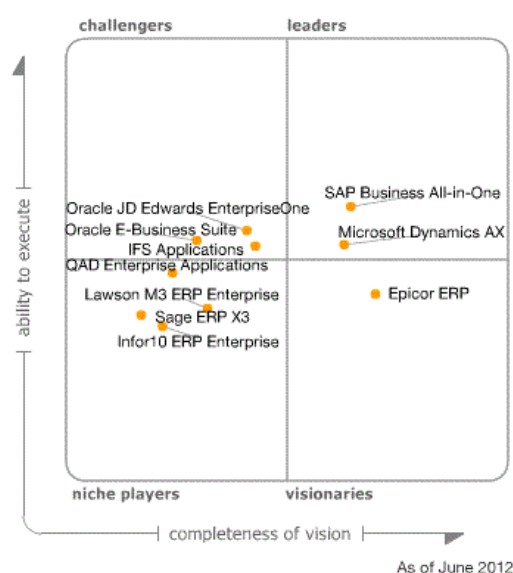 challengers
leaders
SAP Business All-in-One
Oracle JD Edwards EnterpriseOne
Oracle E-Business Suite
Microsoft Dynamics AX
IFS Applications
QAD Enterprise Applications
Lawson M3 ERP Enterprise
Epicor ERP
Sage ERP X3
Infor10 ERP Enterprise
ability to execute
niche players
visionaries
completeness of vision
As of June 2012